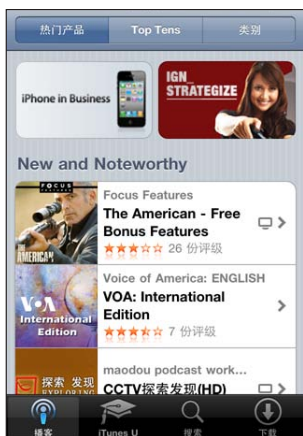 热门产品
Top Tens
类别
iPhone in Business
IGN
STRATEGIZE
New and Noteworthy
FOCUS
FEATURES
AMERICAN
Focus Features
The American - Free
Bonus Features
26 份评级
VOA
International
Edition
Voice of America: ENGLISH
VOA: International
Edition
7 份评级
探索 发现
EXPLORING
maodou podcast work...
CCTV探索发现(HD)
播客
iTunes U
搜索
下载